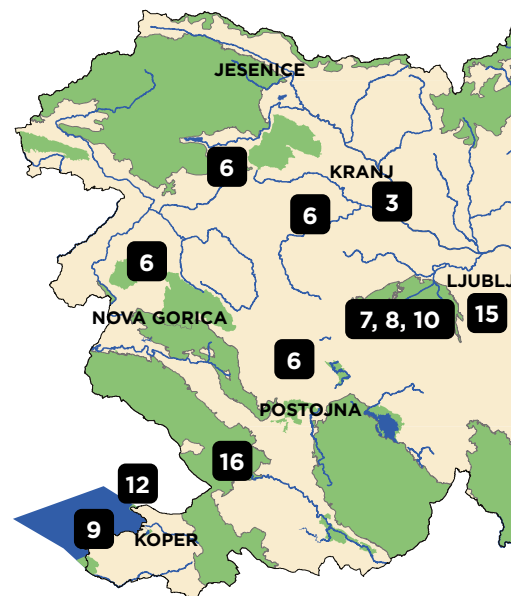 JESENICE
6
KRANJ
6
3
6
LJUBLJ
NOVA GORICA
7, 8, 10
15
6
POSTOJNA
16
12
9
KOPER